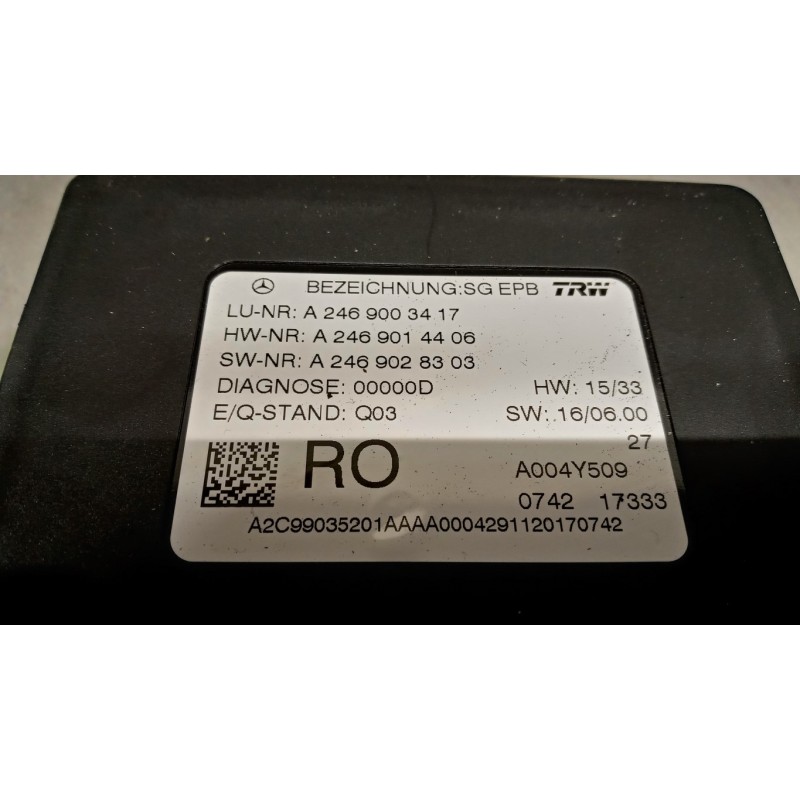 BEZEICHNUNG:SG EPB TRW
LU-NR: A 246 900 34 17
HW-NR: A 246 901 44 06
SW-NR: A 246 902 83 03
DIAGNOSE: 00000D HW: 15/33
E/Q-STAND: Q03 SW: 16/06.00
27
RO A004Y509
0742 17333
A2C99035201AAAA0004291120170742